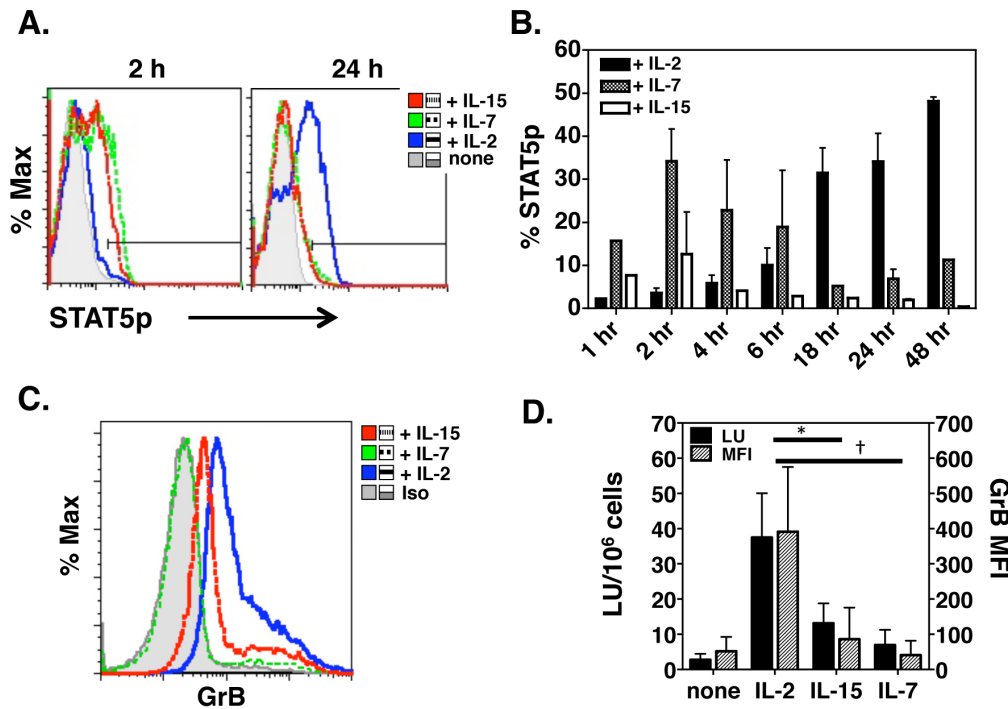 A.
2 h
24 h
+ IL-15
+ IL-7
+ IL-2
none
% Max
STAT5p
B.
60
50
40
30
20
10
0
% STAT5p
+ IL-2
+ IL-7
+ IL-15
1 hr
2 hr
4 hr
6 hr
18 hr
24 hr
48 hr
C.
+ IL-15
+ IL-7
+ IL-2
Iso
% Max
GrB
D.
70
60
50
40
30
20
10
0
LU/10⁶ cells
LU
MFI
*
†
700
600
500
400
300
200
100
0
GrB MFI
none
IL-2
IL-15
IL-7